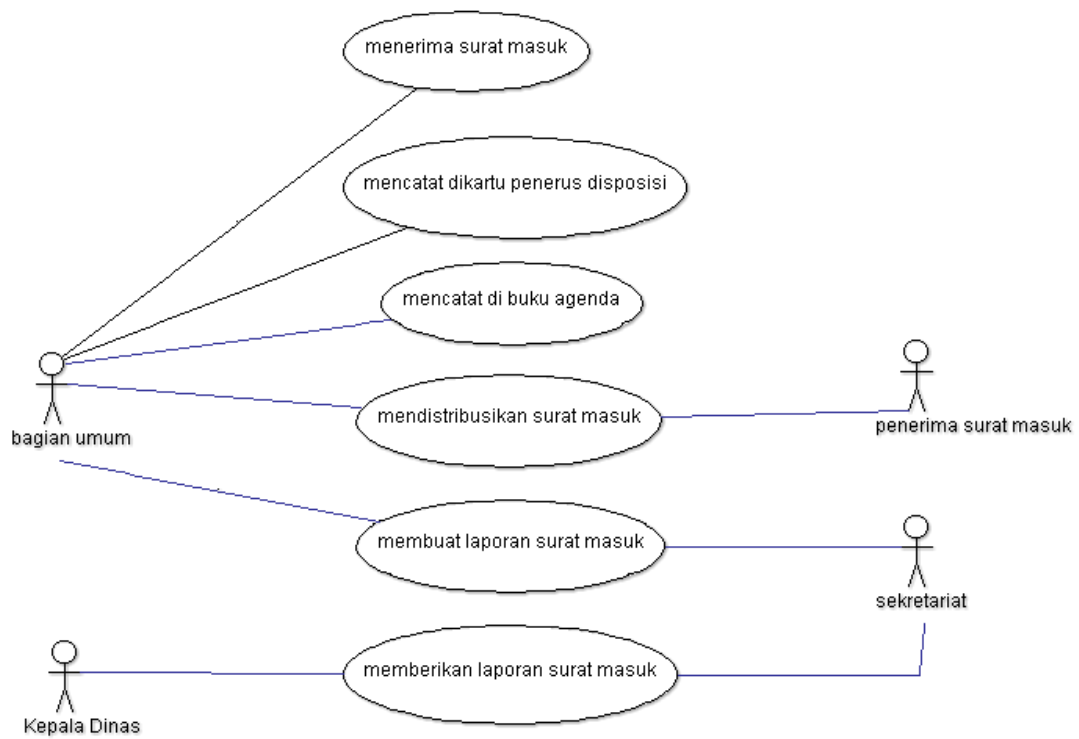 menerima surat masuk
mencatat dikartu penerus disposisi
mencatat di buku agenda
mendistribusikan surat masuk
bagian umum
penerima surat masuk
membuat laporan surat masuk
sekretariat
memberikan laporan surat masuk
Kepala Dinas